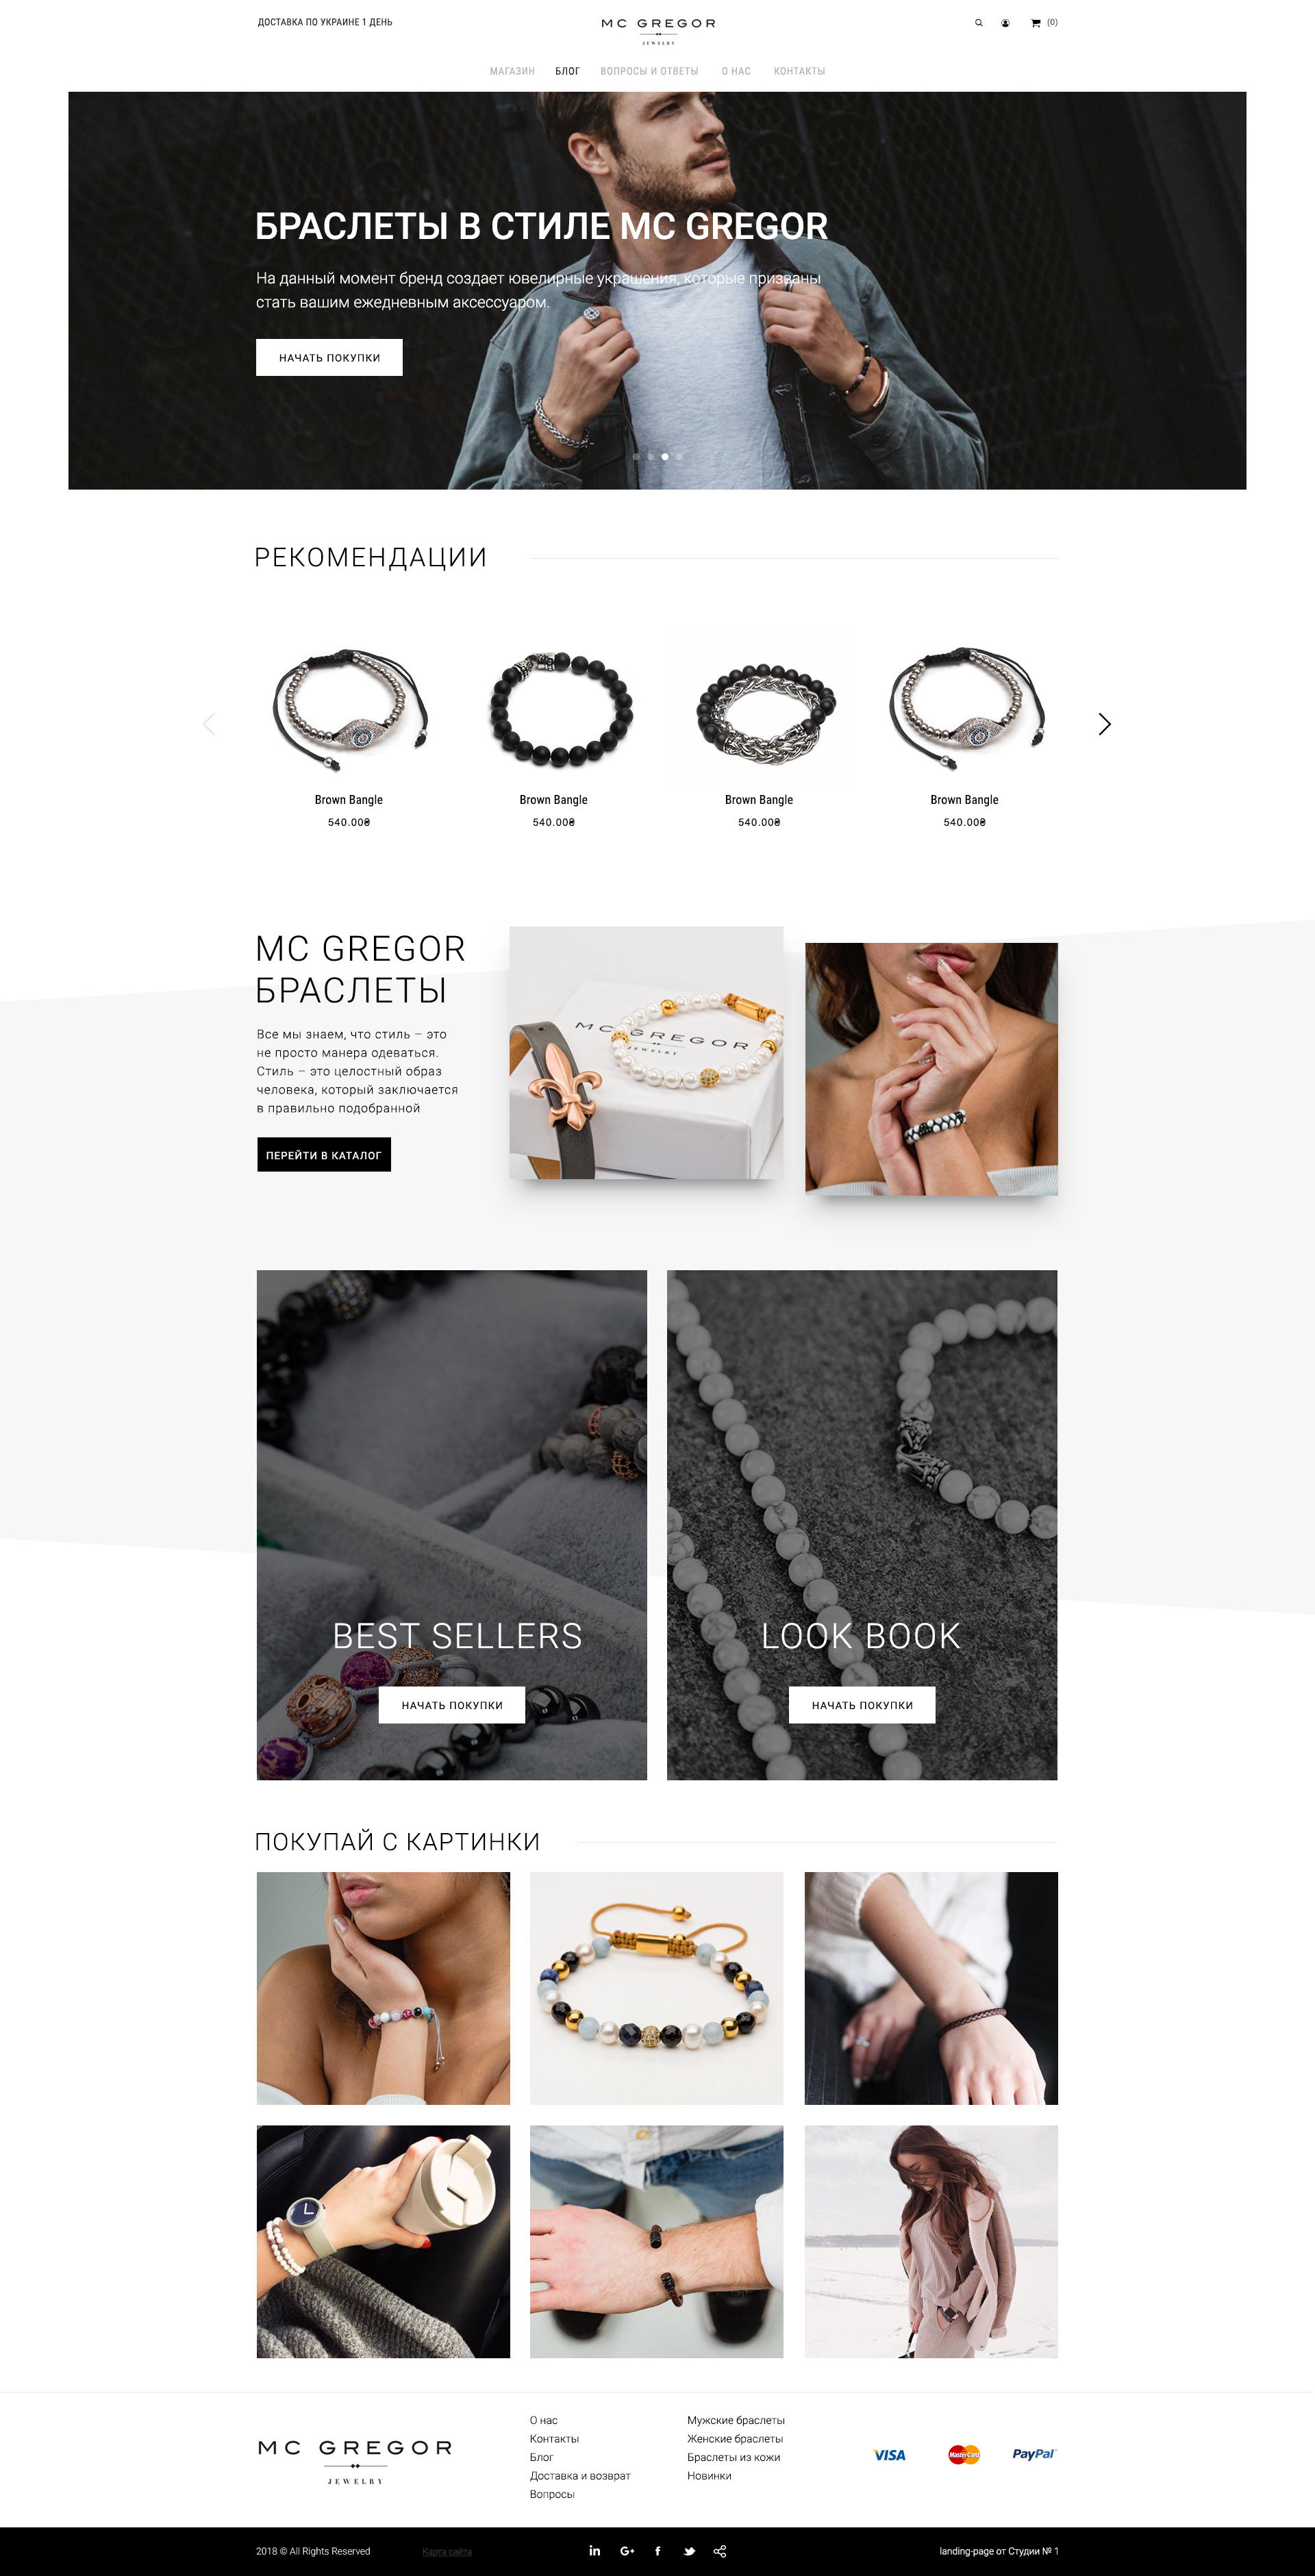 ДОСТАВКА ПО УКРАИНЕ 1 ДЕНЬ
MC GREGOR
JEWELRY
(0)
МАГАЗИН БЛОГ ВОПРОСЫ И ОТВЕТЫ О НАС КОНТАКТЫ
БРАСЛЕТЫ В СТИЛЕ MC GREGOR
На данный момент бренд создает ювелирные украшения, которые призваны
стать вашим ежедневным аксессуаром.
НАЧАТЬ ПОКУПКИ
РЕКОМЕНДАЦИИ
Brown Bangle Brown Bangle Brown Bangle Brown Bangle
540.00₴ 540.00₴ 540.00₴ 540.00₴
MC GREGOR
БРАСЛЕТЫ
Все мы знаем, что стиль – это
не просто манера одеваться.
Стиль – это целостный образ
человека, который заключается
в правильно подобранной
ПЕРЕЙТИ В КАТАЛОГ
MC GREGOR
JEWELRY
BEST SELLERS
НАЧАТЬ ПОКУПКИ
LOOK BOOK
НАЧАТЬ ПОКУПКИ
ПОКУПАЙ С КАРТИНКИ
MC GREGOR
JEWELRY
О нас
Контакты
Блог
Доставка и возврат
Вопросы
Мужские браслеты
Женские браслеты
Браслеты из кожи
Новинки
VISA
MasterCard
PayPal
2018 © All Rights Reserved
Карта сайта
in G+ f
landing-page от Студии № 1